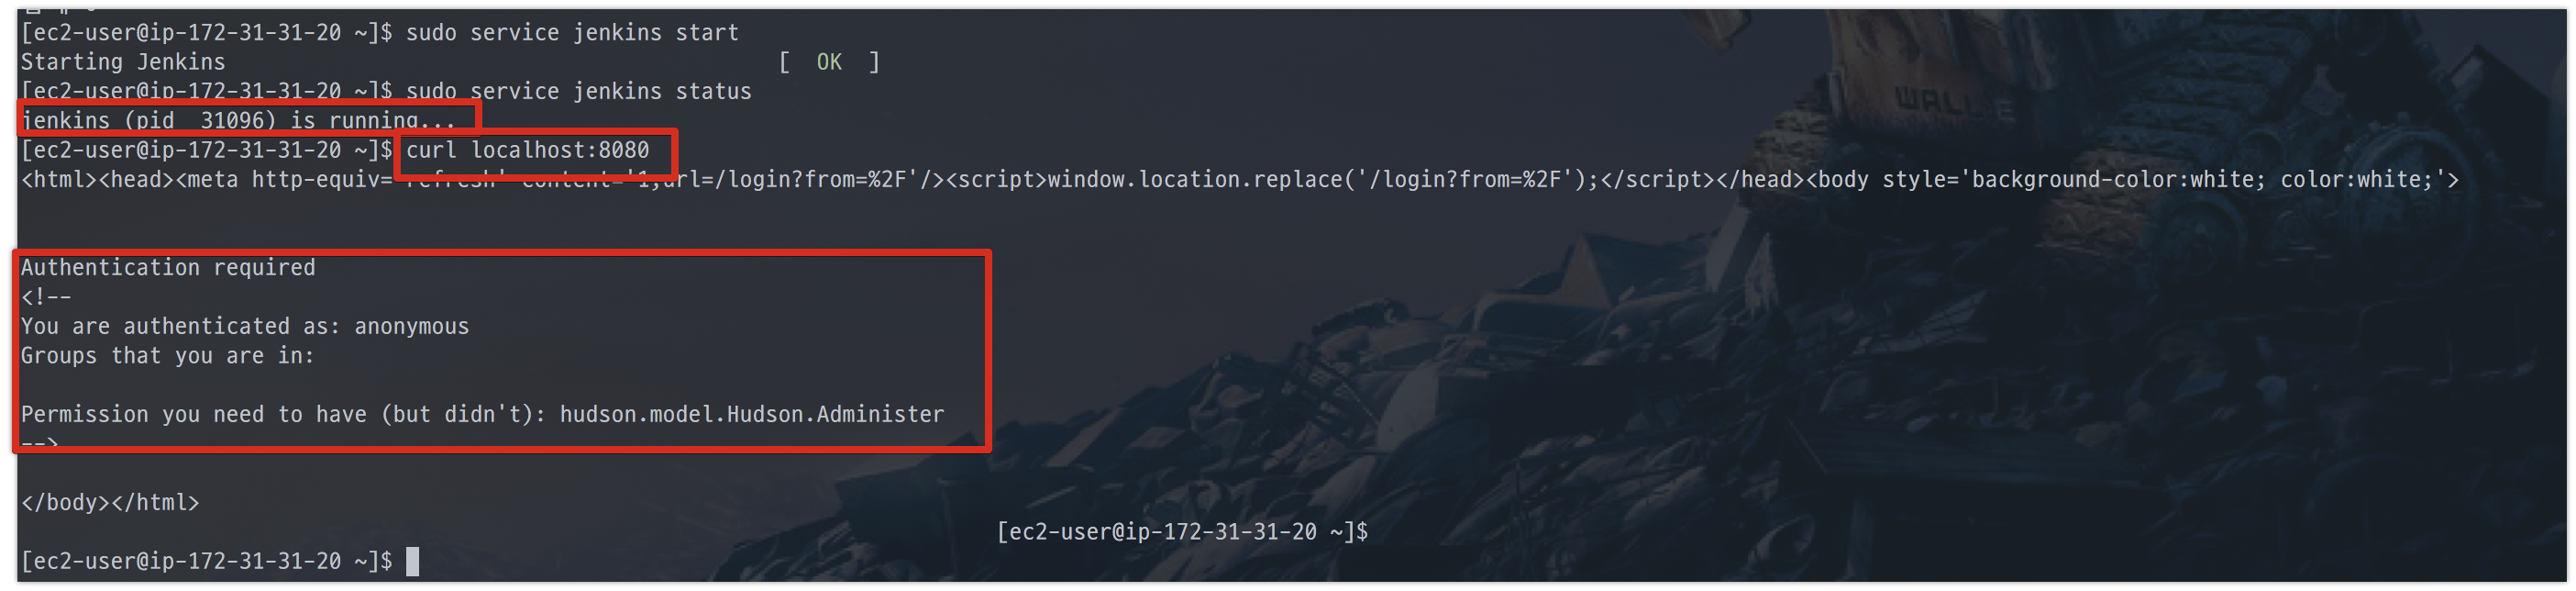 [ec2-user@ip-172-31-31-20 ~]$ sudo service jenkins start
Starting Jenkins                                           [  OK  ]
[ec2-user@ip-172-31-31-20 ~]$ sudo service jenkins status
jenkins (pid  31096) is running...
[ec2-user@ip-172-31-31-20 ~]$ curl localhost:8080
<html><head><meta http-equiv='refresh' content='1;url=/login?from=%2F'/><script>window.location.replace('/login?from=%2F');</script></head><body style='background-color:white; color:white;'>
Authentication required
<!--
You are authenticated as: anonymous
Groups that you are in:
Permission you need to have (but didn't): hudson.model.Hudson.Administer
-->
</body></html>
[ec2-user@ip-172-31-31-20 ~]$
[ec2-user@ip-172-31-31-20 ~]$
WALL·E